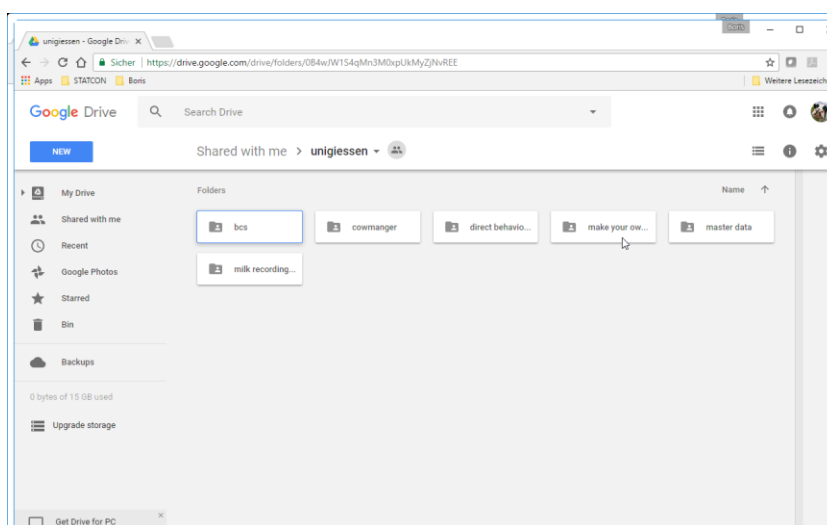 Boris
unigiessen - Google Driv
Sicher | https://drive.google.com/drive/folders/0B4wJW1S4qMn3M0xpUkMyZjNvREE
Apps STATCON Boris Weitere Lesezeich
Google Drive Search Drive
NEW Shared with me > unigiessen
My Drive
Shared with me
Recent
Google Photos
Starred
Bin
Backups
0 bytes of 15 GB used
Upgrade storage
Get Drive for PC
Folders Name
bcs cowmanger direct behavio... make your ow... master data
milk recording...